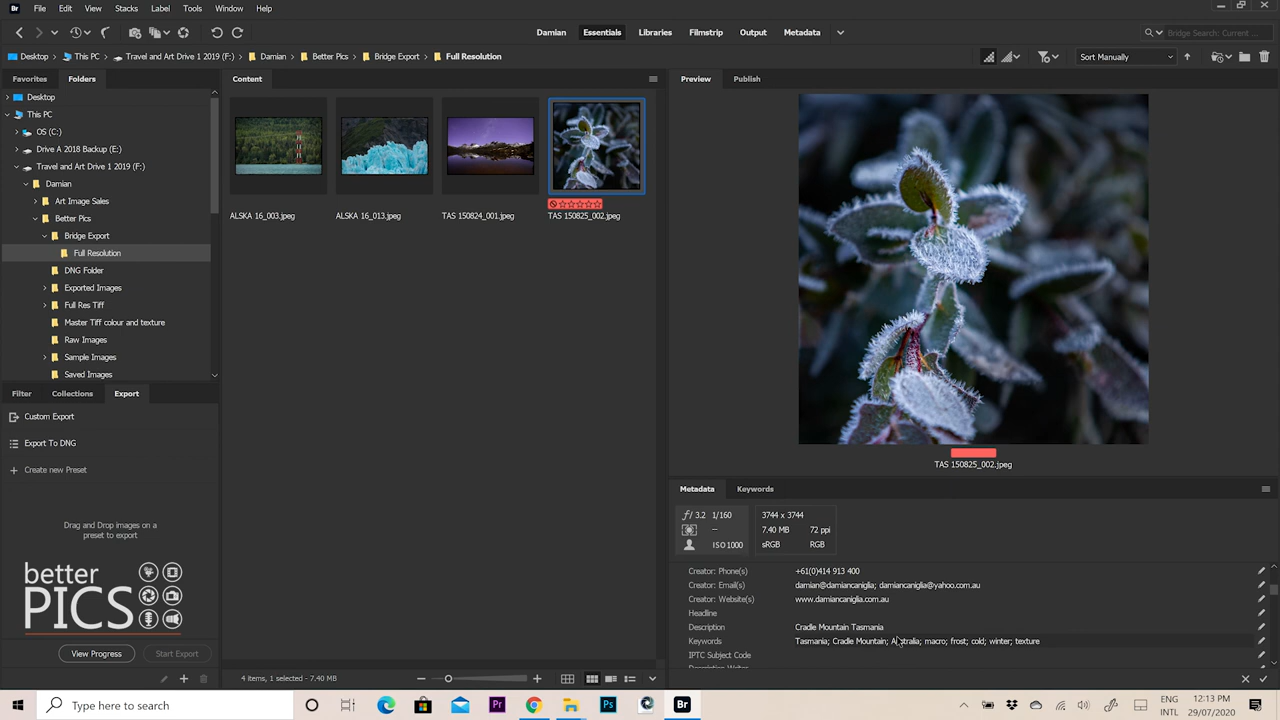 Br File Edit View Stacks Label Tools Window Help
Damian Essentials Libraries Filmstrip Output Metadata Bridge Search: Current ...
Desktop > This PC > Travel and Art Drive 1 2019 (F:) > Damian > Better Pics > Bridge Export > Full Resolution Sort Manually
Favorites Folders
Desktop
This PC
OS (C:)
Drive A 2018 Backup (E:)
Travel and Art Drive 1 2019 (F:)
Damian
Art Image Sales
Better Pics
Bridge Export
Full Resolution
DNG Folder
Exported Images
Full Res Tiff
Master Tiff colour and texture
Raw Images
Sample Images
Saved Images
Filter Collections Export
Custom Export
Export To DNG
Create new Preset
Drag and Drop images on a
preset to export
better
PICS
View Progress Start Export
Content
ALSKA 16_003.jpeg ALSKA 16_013.jpeg TAS 150824_001.jpeg TAS 150825_002.jpeg
4 items, 1 selected - 7.40 MB
Preview Publish
TAS 150825_002.jpeg
Metadata Keywords
f/ 3.2 1/160
--
ISO1000
3744 x 3744
7.40 MB 72 ppi
sRGB RGB
Creator: Phone(s) +61(0)414 913 400
Creator: Email(s) damian@damiancaniglia; damiancaniglia@yahoo.com.au
Creator: Website(s) www.damiancaniglia.com.au
Headline
Description Cradle Mountain Tasmania
Keywords Tasmania; Cradle Mountain; Australia; macro; frost; cold; winter; texture
IPTC Subject Code
Description Writer
Type here to search
Pr Ps Br
ENG
INTL
12:13 PM
29/07/2020